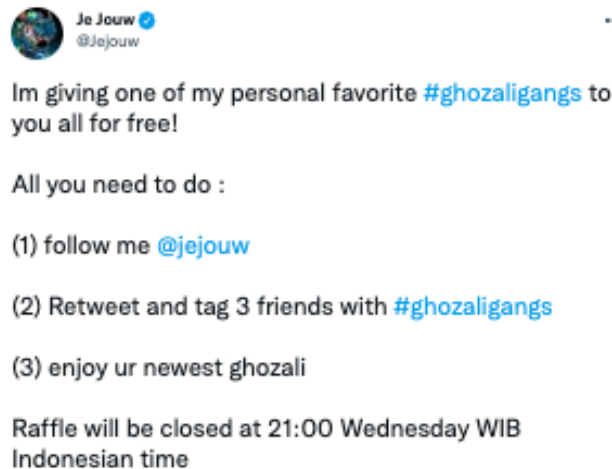 Je Jouw
@Jejouw
Im giving one of my personal favorite #ghozaligangs to
you all for free!
All you need to do :
(1) follow me @jejouw
(2) Retweet and tag 3 friends with #ghozaligangs
(3) enjoy ur newest ghozali
Raffle will be closed at 21:00 Wednesday WIB
Indonesian time